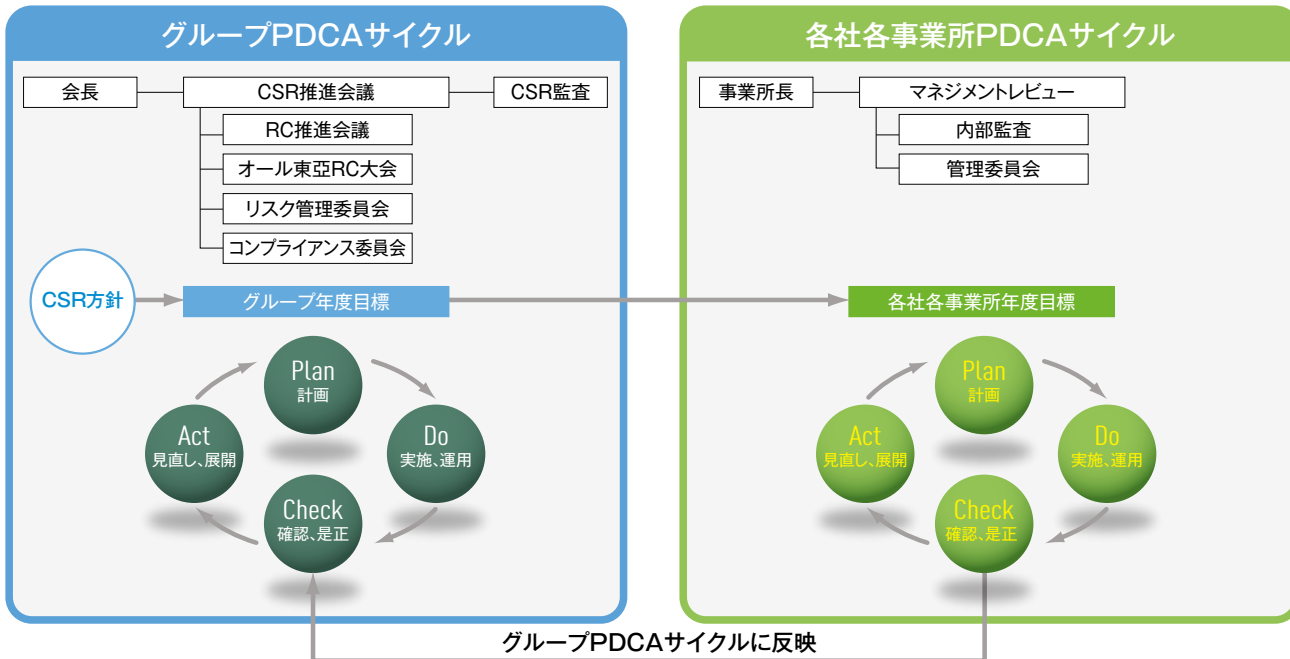 グループPDCAサイクル
会長
CSR推進会議
CSR監査
RC推進会議
オール東亞RC大会
リスク管理委員会
コンプライアンス委員会
CSR方針
グループ年度目標
Plan
計画
Do
実施、運用
Check
確認、是正
Act
見直し、展開
各社各事業所PDCAサイクル
事業所長
マネジメントレビュー
内部監査
管理委員会
各社各事業所年度目標
Plan
計画
Do
実施、運用
Check
確認、是正
Act
見直し、展開
グループPDCAサイクルに反映